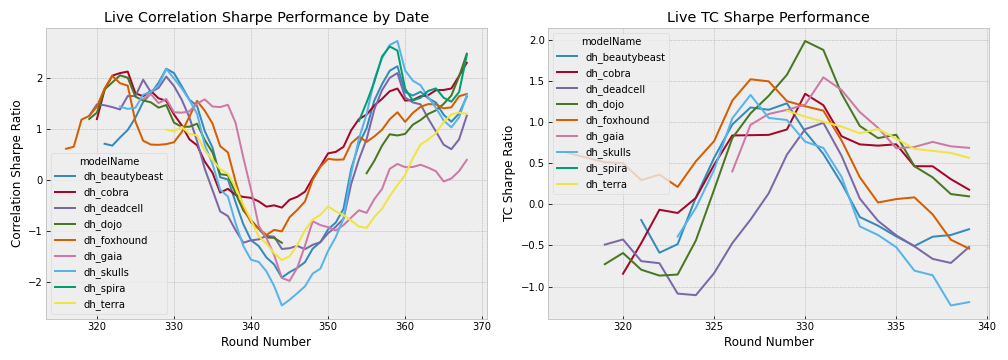 Live Correlation Sharpe Performance by Date
Correlation Sharpe Ratio
2
1
0
−1
−2
modelName
dh_beautybeast
dh_cobra
dh_deadcell
dh_dojo
dh_foxhound
dh_gaia
dh_skulls
dh_spira
dh_terra
320
330
340
350
360
370
Round Number
Live TC Sharpe Performance
TC Sharpe Ratio
2.0
1.5
1.0
0.5
0.0
−0.5
−1.0
modelName
dh_beautybeast
dh_cobra
dh_deadcell
dh_dojo
dh_foxhound
dh_gaia
dh_skulls
dh_spira
dh_terra
320
325
330
335
340
Round Number